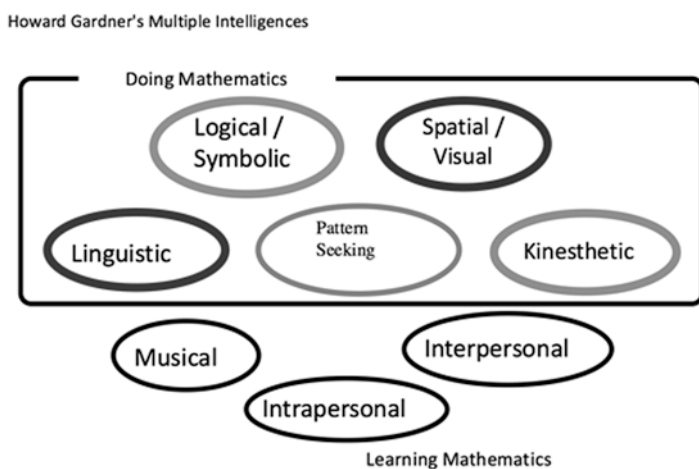 Howard Gardner's Multiple Intelligences
Doing Mathematics
Logical /
Symbolic
Spatial /
Visual
Linguistic
Pattern
Seeking
Kinesthetic
Musical
Interpersonal
Intrapersonal
Learning Mathematics